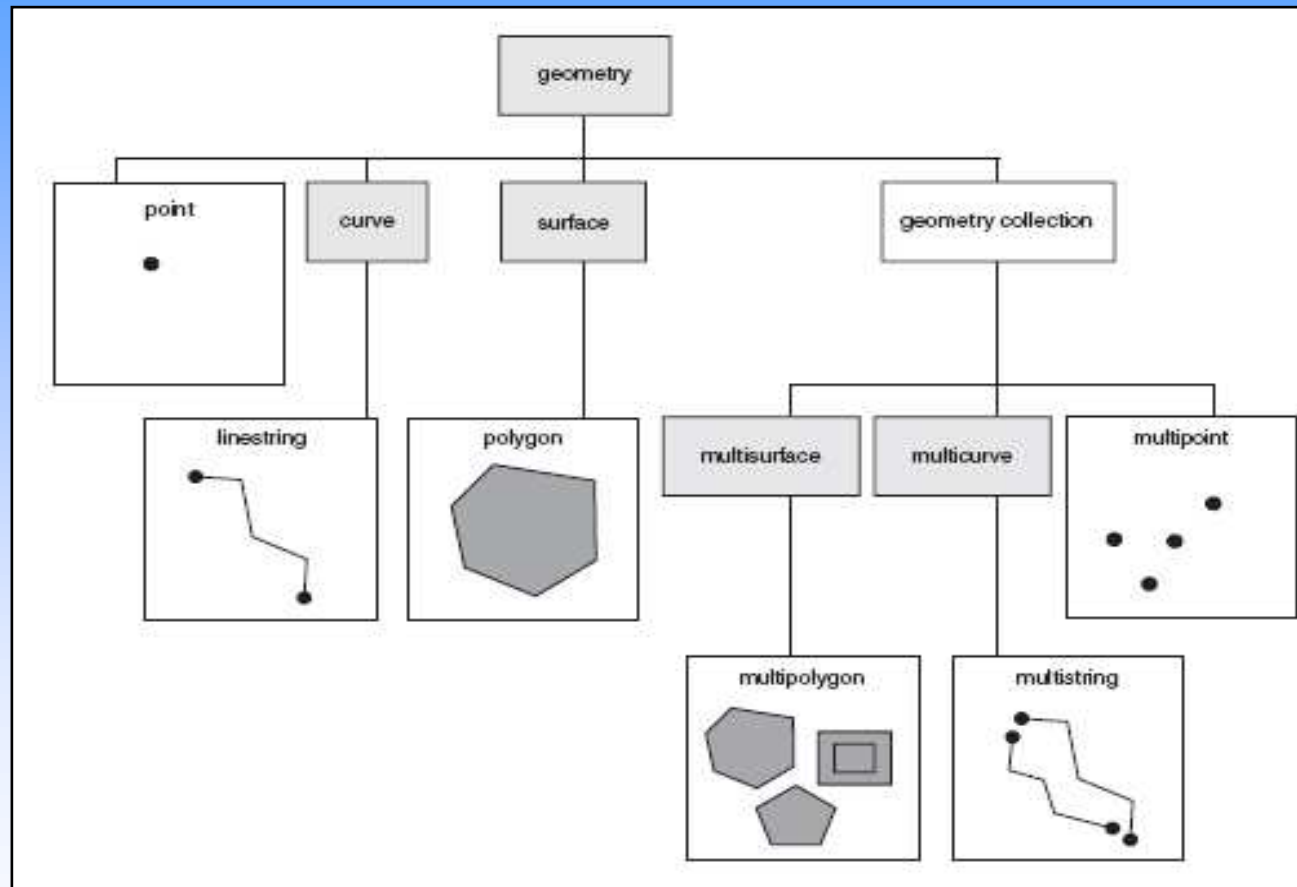 geometry
point
curve
surface
geometry collection
linestring
polygon
multisurface
multicurve
multipoint
multipolygon
multistring